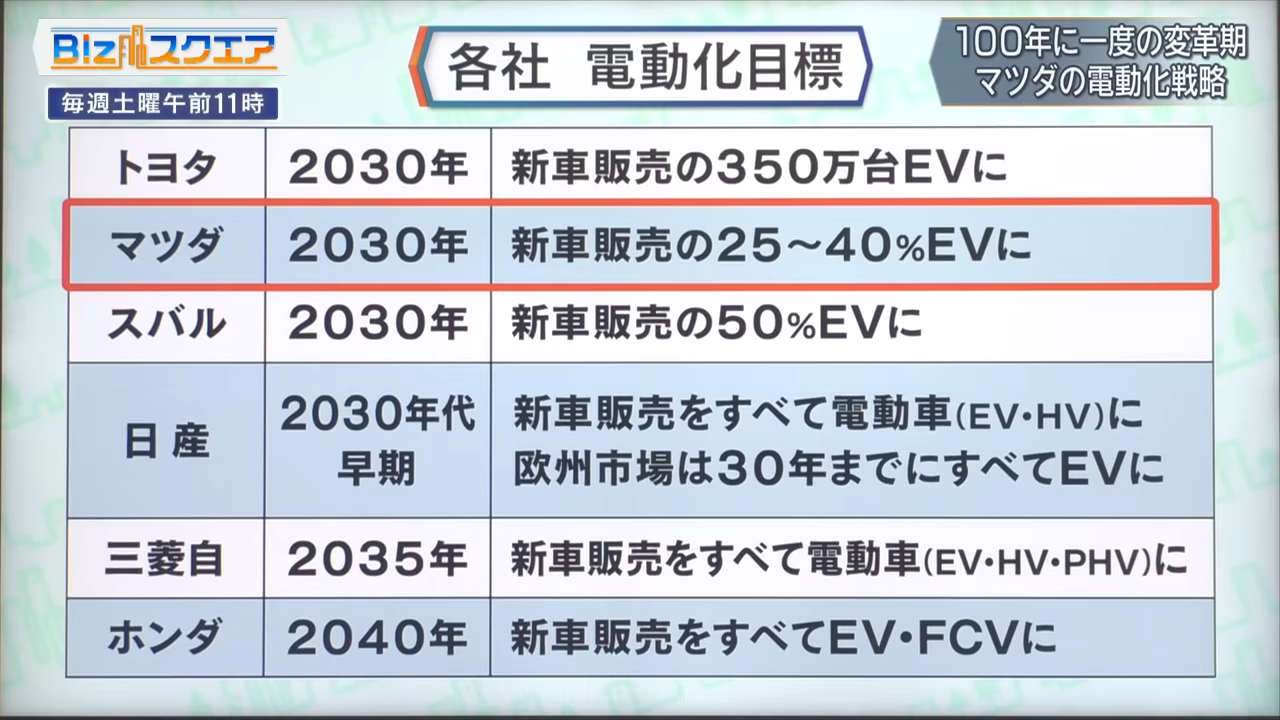 Bizスクエア
毎週土曜午前11時
各社 電動化目標
100年に一度の変革期
マツダの電動化戦略
トヨタ 2030年 新車販売の350万台EVに
マツダ 2030年 新車販売の25～40%EVに
スバル 2030年 新車販売の50%EVに
日産 2030年代早期 新車販売をすべて電動車(EV・HV)に
欧州市場は30年までにすべてEVに
三菱自 2035年 新車販売をすべて電動車(EV・HV・PHV)に
ホンダ 2040年 新車販売をすべてEV・FCVに